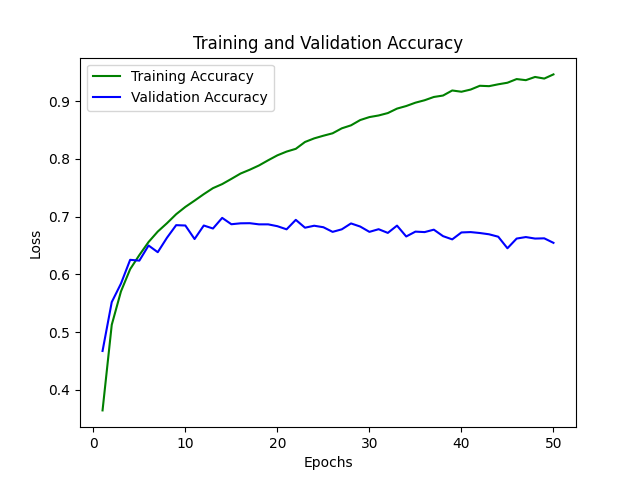 Training and Validation Accuracy
Training Accuracy
Validation Accuracy
0.9
0.8
0.7
0.6
0.5
0.4
Loss
0 10 20 30 40 50
Epochs